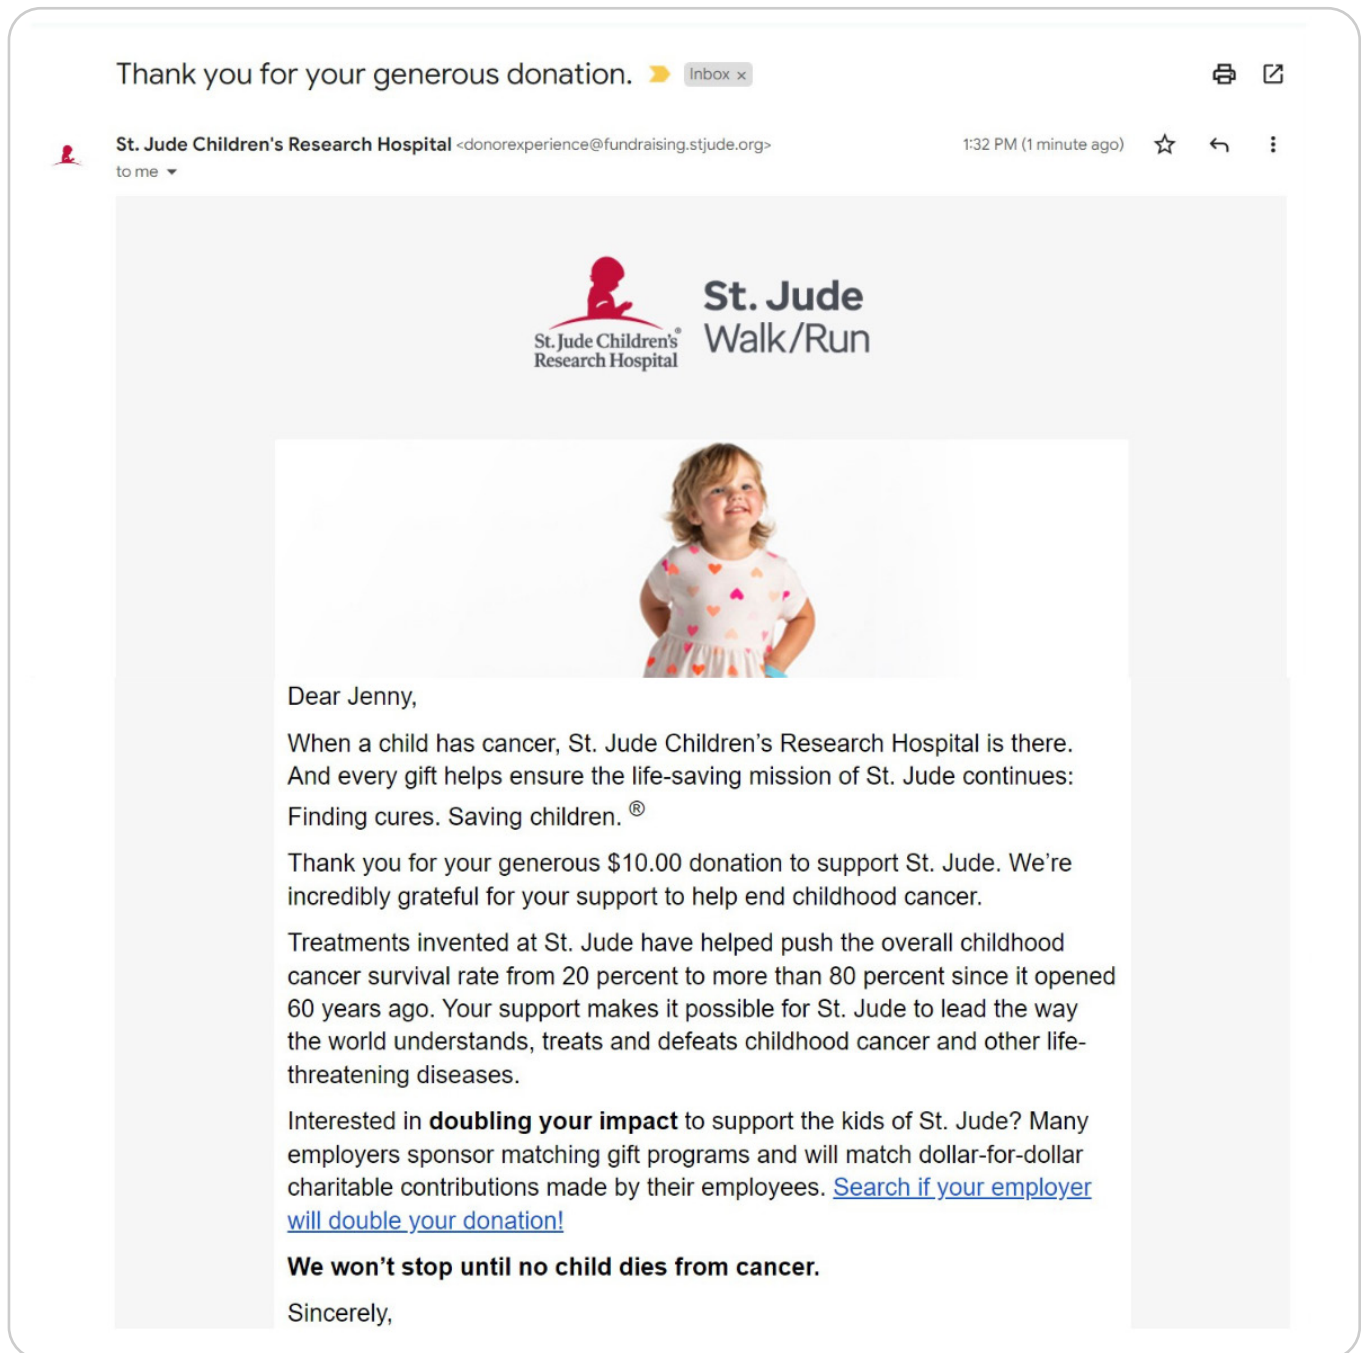 Thank you for your generous donation. Inbox x
St. Jude Children's Research Hospital <donorexperience@fundraising.stjude.org> 1:32 PM (1 minute ago)
to me
St. Jude Children's® St. Jude
Research Hospital Walk/Run
Dear Jenny,
When a child has cancer, St. Jude Children’s Research Hospital is there.
And every gift helps ensure the life-saving mission of St. Jude continues:
Finding cures. Saving children. ®
Thank you for your generous $10.00 donation to support St. Jude. We’re
incredibly grateful for your support to help end childhood cancer.
Treatments invented at St. Jude have helped push the overall childhood
cancer survival rate from 20 percent to more than 80 percent since it opened
60 years ago. Your support makes it possible for St. Jude to lead the way
the world understands, treats and defeats childhood cancer and other life-
threatening diseases.
Interested in doubling your impact to support the kids of St. Jude? Many
employers sponsor matching gift programs and will match dollar-for-dollar
charitable contributions made by their employees. Search if your employer
will double your donation!
We won’t stop until no child dies from cancer.
Sincerely,